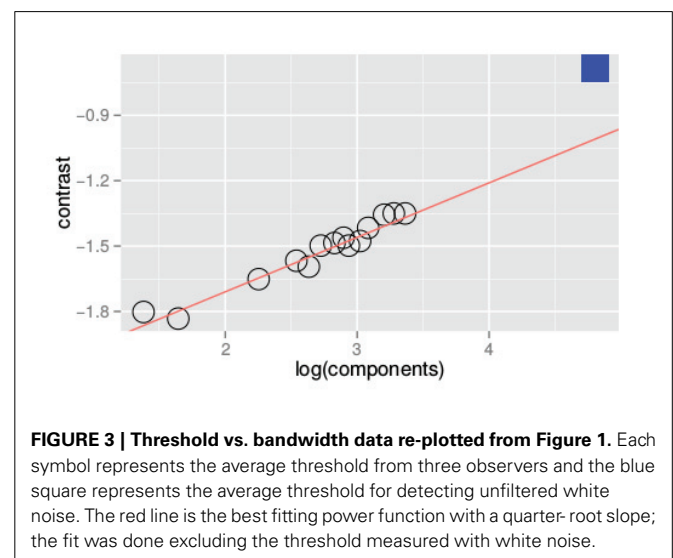 -0.9
-1.2
-1.5
-1.8
contrast
2 3 4
log(components)
FIGURE 3 | Threshold vs. bandwidth data re-plotted from Figure 1. Each
symbol represents the average threshold from three observers and the blue
square represents the average threshold for detecting unfiltered white
noise. The red line is the best fitting power function with a quarter- root slope;
the fit was done excluding the threshold measured with white noise.